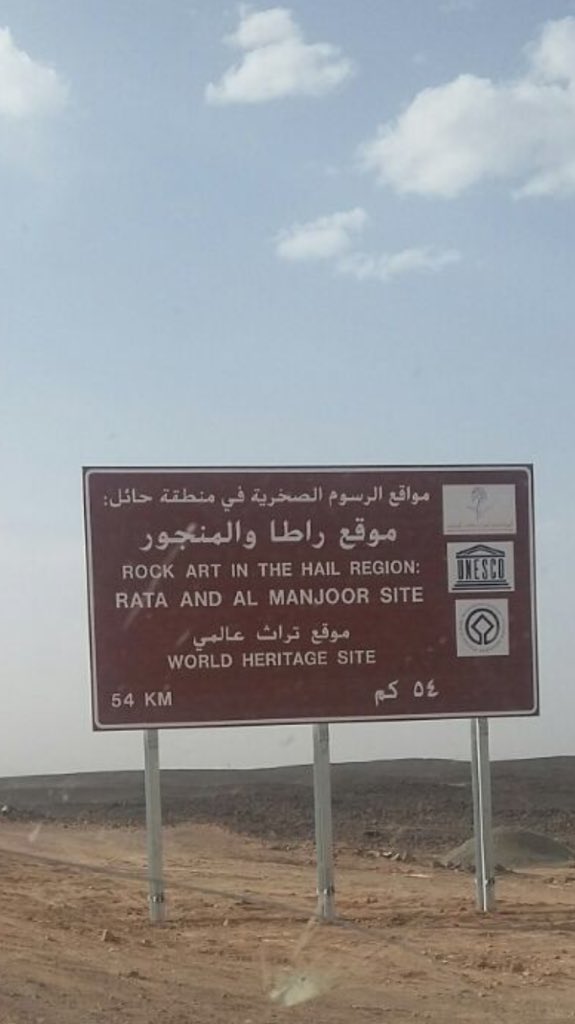 مواقع الرسوم الصخرية في منطقة حائل:
موقع راطا والمنجور
ROCK ART IN THE HAIL REGION:
RATA AND AL MANJOOR SITE
موقع تراث عالمي
WORLD HERITAGE SITE
54 KM
٥٤ كم
UNESCO